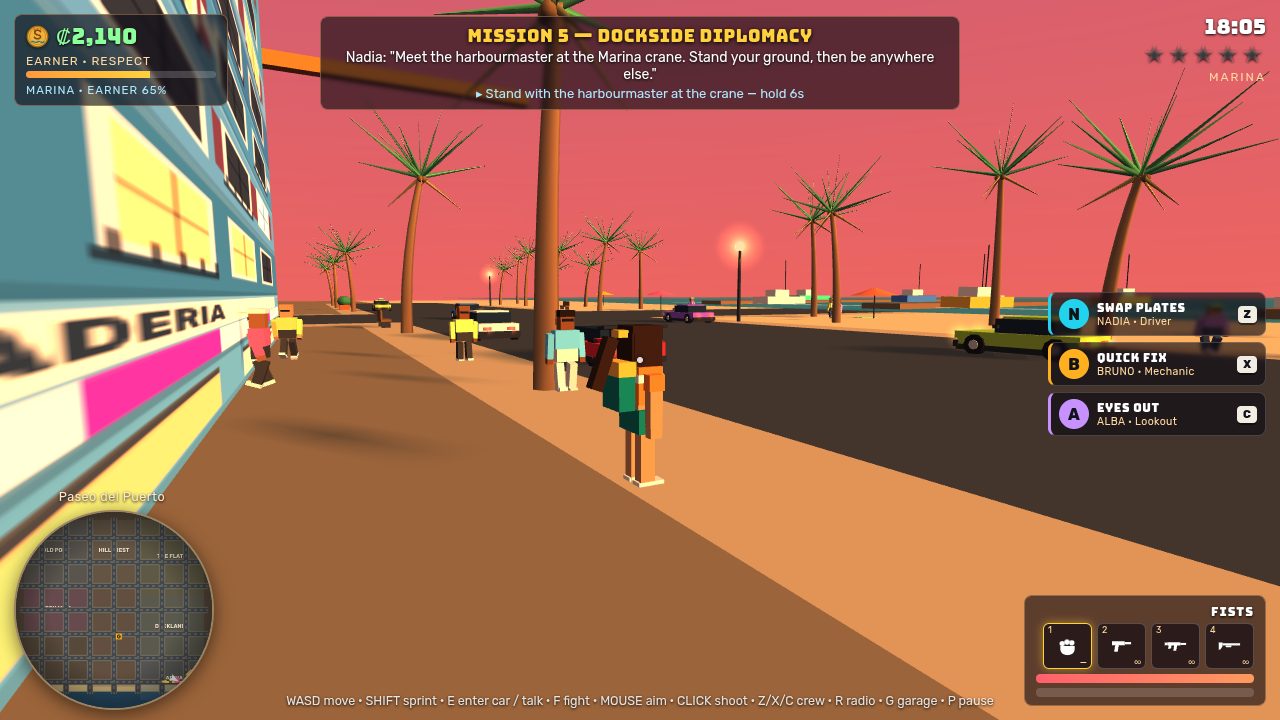 ₡2,140
EARNER • RESPECT
MARINA • EARNER 65%
MISSION 5 — DOCKSIDE DIPLOMACY
Nadia: "Meet the harbourmaster at the Marina crane. Stand your ground, then be anywhere
else."
▸ Stand with the harbourmaster at the crane — hold 6s
18:05
MARINA
N
SWAP PLATES
NADIA • Driver
Z
B
QUICK FIX
BRUNO • Mechanic
X
A
EYES OUT
ALBA • Lookout
C
A DERIA
Paseo del Puerto
FISTS
1
2
3
4
WASD move • SHIFT sprint • E enter car / talk • F fight • MOUSE aim • CLICK shoot • Z/X/C crew • R radio • G garage • P pause